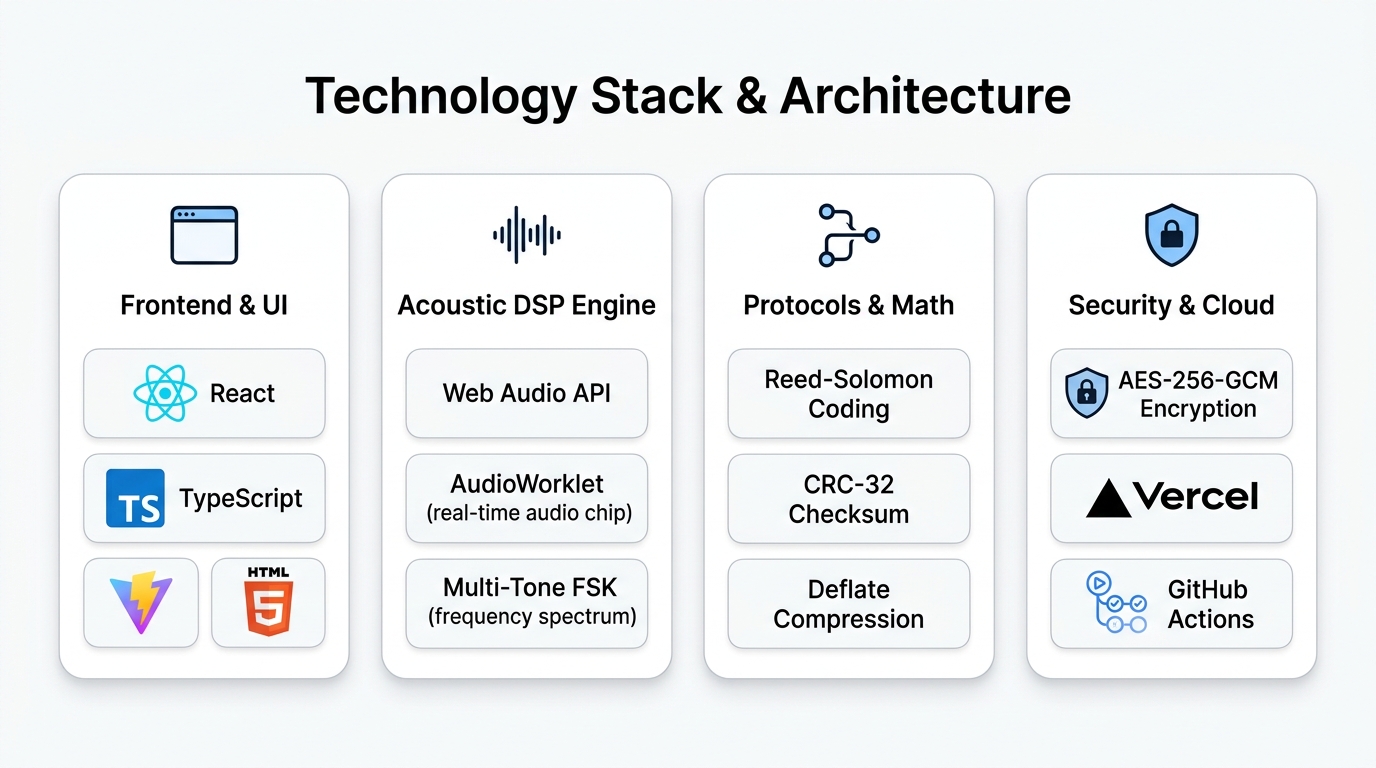 Technology Stack & Architecture
Frontend & UI
React
TS TypeScript
HTML
5
Acoustic DSP Engine
Web Audio API
AudioWorklet
(real-time audio chip)
Multi-Tone FSK
(frequency spectrum)
Protocols & Math
Reed-Solomon
Coding
CRC-32
Checksum
Deflate
Compression
Security & Cloud
AES-256-GCM
Encryption
Vercel
GitHub
Actions